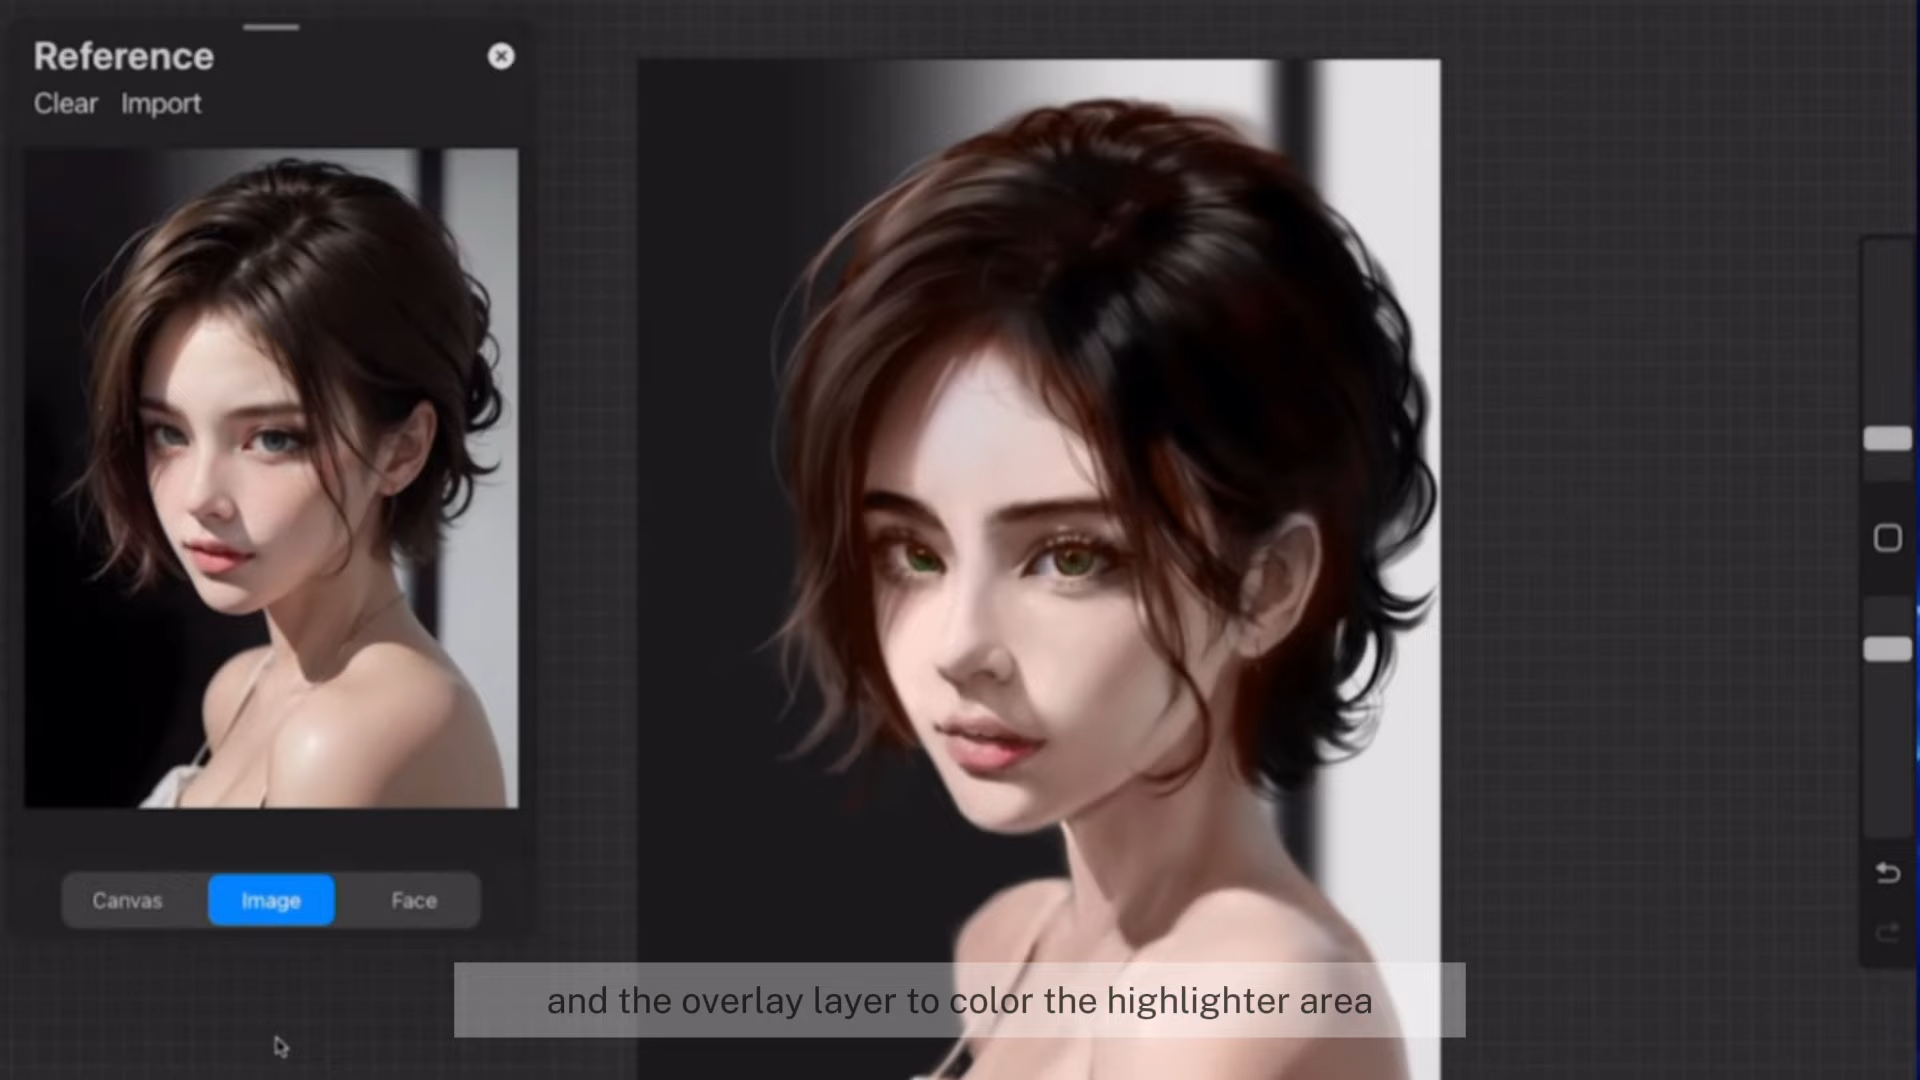 Reference
Clear Import
Canvas Image Face
and the overlay layer to color the highlighter area